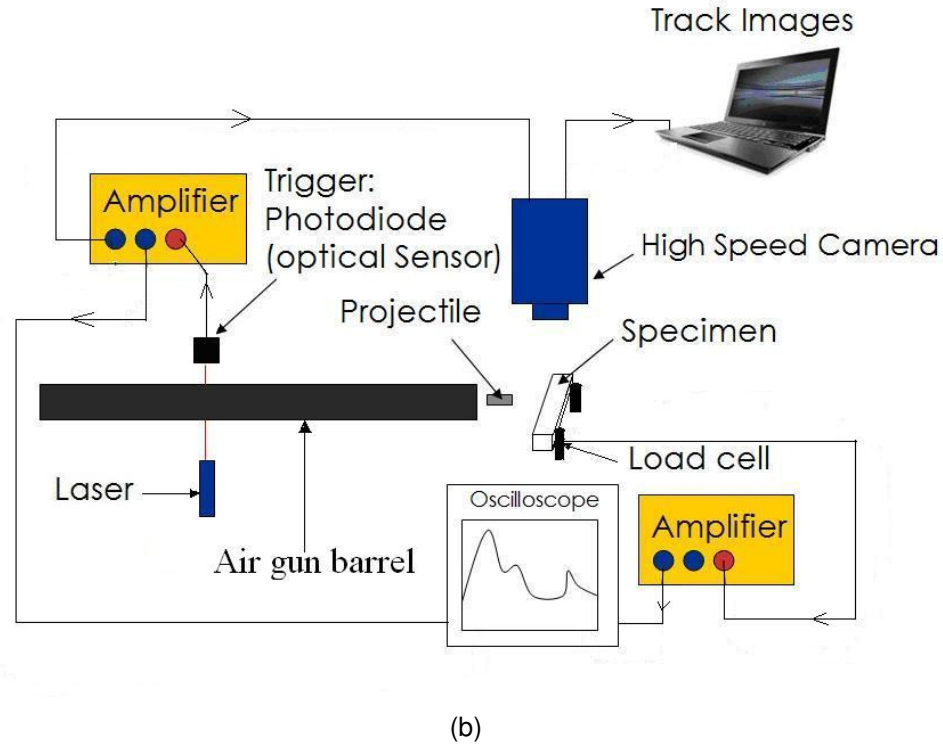 Track Images
Amplifier
Trigger:
Photodiode
(optical Sensor)
High Speed Camera
Projectile
Specimen
Laser
Load cell
Oscilloscope
Amplifier
Air gun barrel
(b)